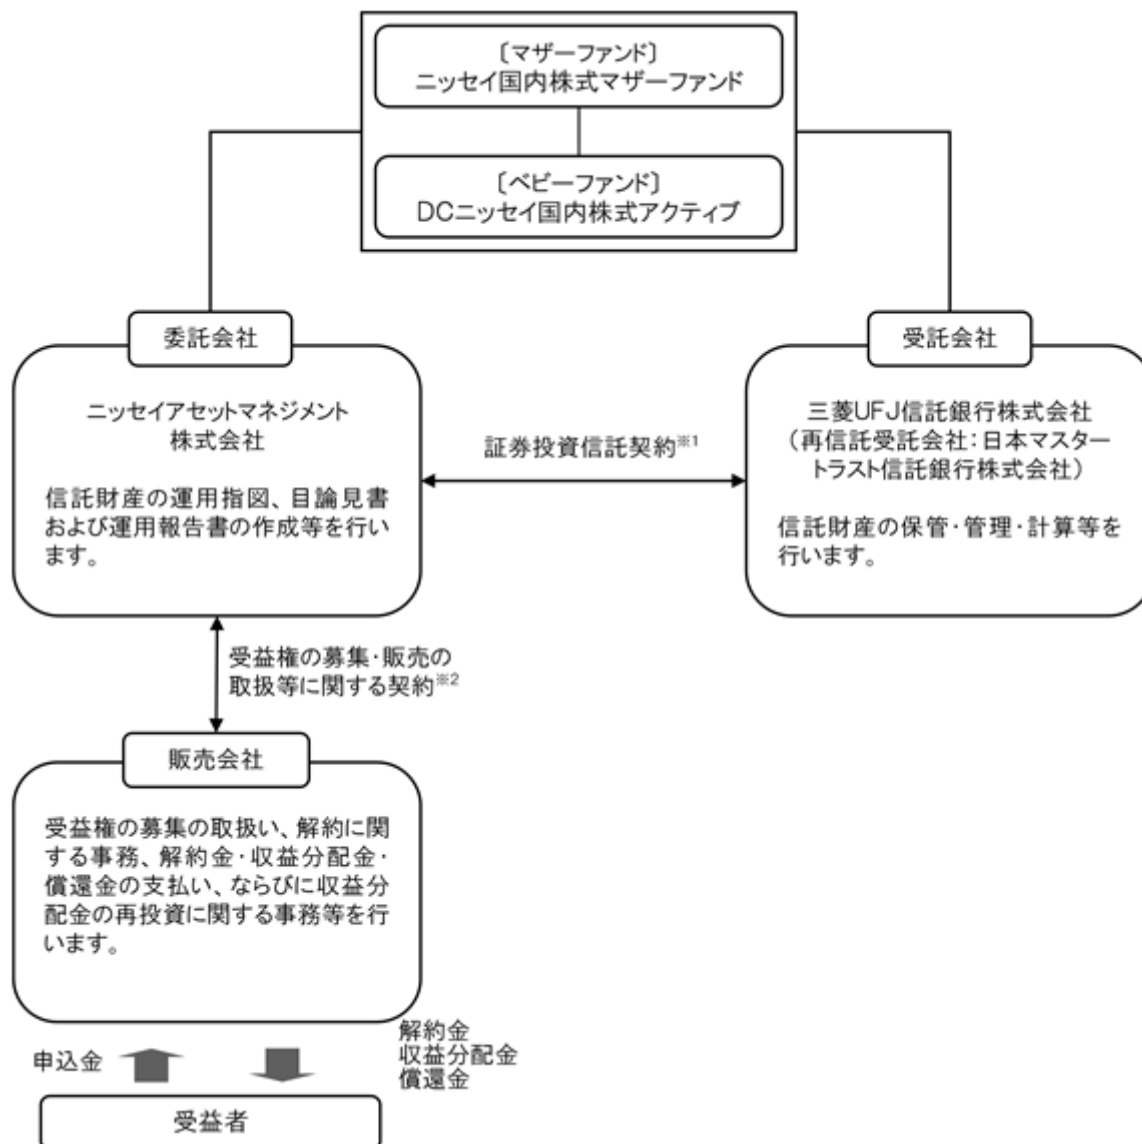 〔マザーファンド〕
ニッセイ国内株式マザーファンド
〔ベビーファンド〕
DCニッセイ国内株式アクティブ
委託会社
ニッセイアセットマネジメント
株式会社
信託財産の運用指図、目論見書
および運用報告書の作成等を行い
ます。
証券投資信託契約※1
受託会社
三菱UFJ信託銀行株式会社
（再信託受託会社：日本マスター
トラスト信託銀行株式会社）
信託財産の保管・管理・計算等を
行います。
受益権の募集・販売の
取扱等に関する契約※2
販売会社
受益権の募集の取扱い、解約に関
する事務、解約金・収益分配金・
償還金の支払い、ならびに収益分
配金の再投資に関する事務等を行
います。
申込金
解約金
収益分配金
償還金
受益者